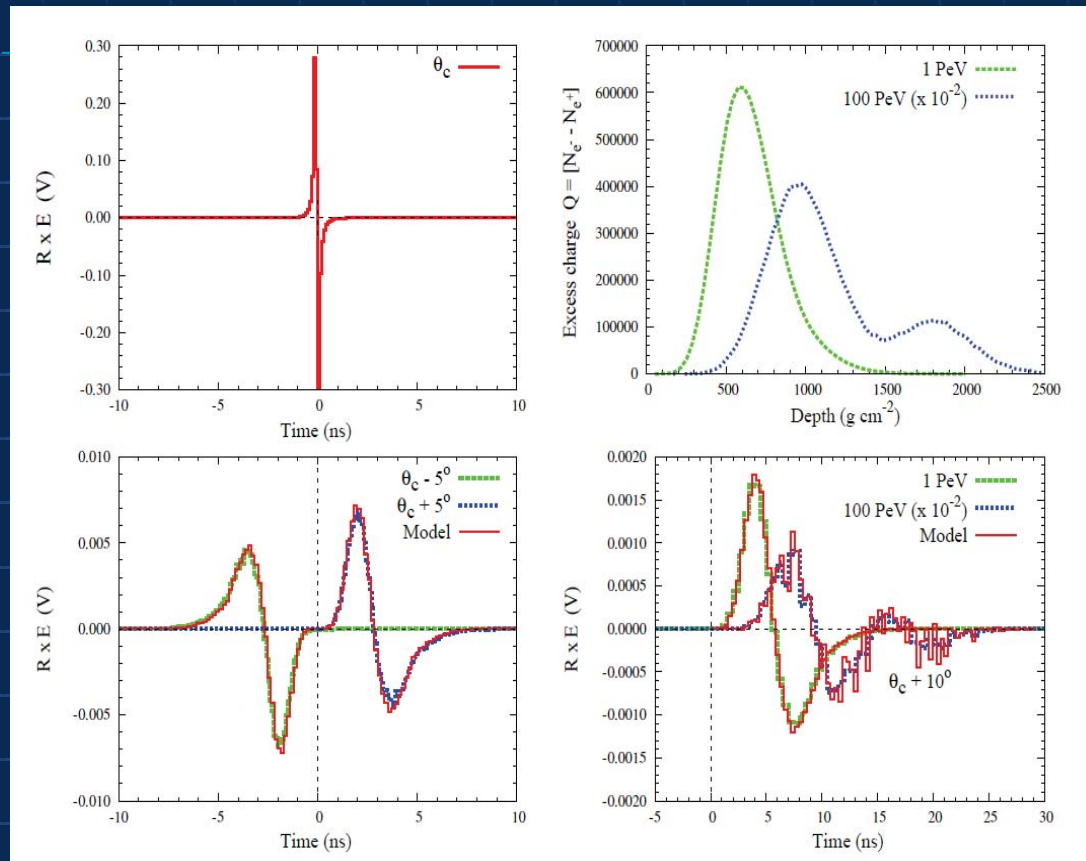 0.30
0.20
0.10
0.00
-0.10
-0.20
-0.30
R x E (V)
θc
-10 -5 0 5 10
Time (ns)
700000
600000
500000
400000
300000
200000
100000
0
Excess charge Q = [Ne- - Ne+]
1 PeV
100 PeV (x 10-2)
0 500 1000 1500 2000 2500
Depth (g cm-2)
0.010
0.005
0.000
-0.005
-0.010
R x E (V)
θc - 5o
θc + 5o
Model
-10 -5 0 5 10
Time (ns)
0.0020
0.0015
0.0010
0.0005
0.0000
-0.0005
-0.0010
-0.0015
-0.0020
R x E (V)
1 PeV
100 PeV (x 10-2)
Model
θc + 10o
-5 0 5 10 15 20 25 30
Time (ns)